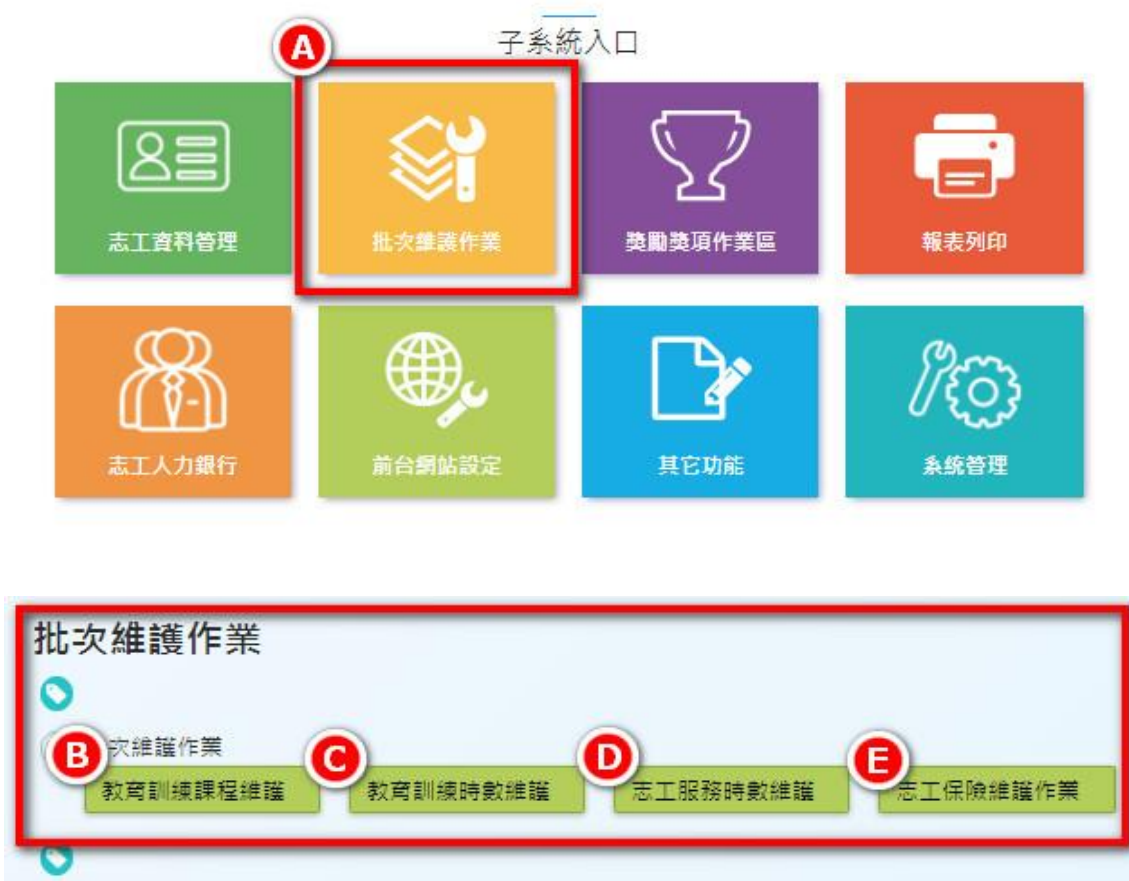 子系統入口
A
志工資料管理
批次維護作業
獎勵獎項作業區
報表列印
志工人力銀行
前台網站設定
其它功能
系統管理
批次維護作業
次維護作業
B
教育訓練課程維護
C
教育訓練時數維護
D
志工服務時數維護
E
志工保險維護作業